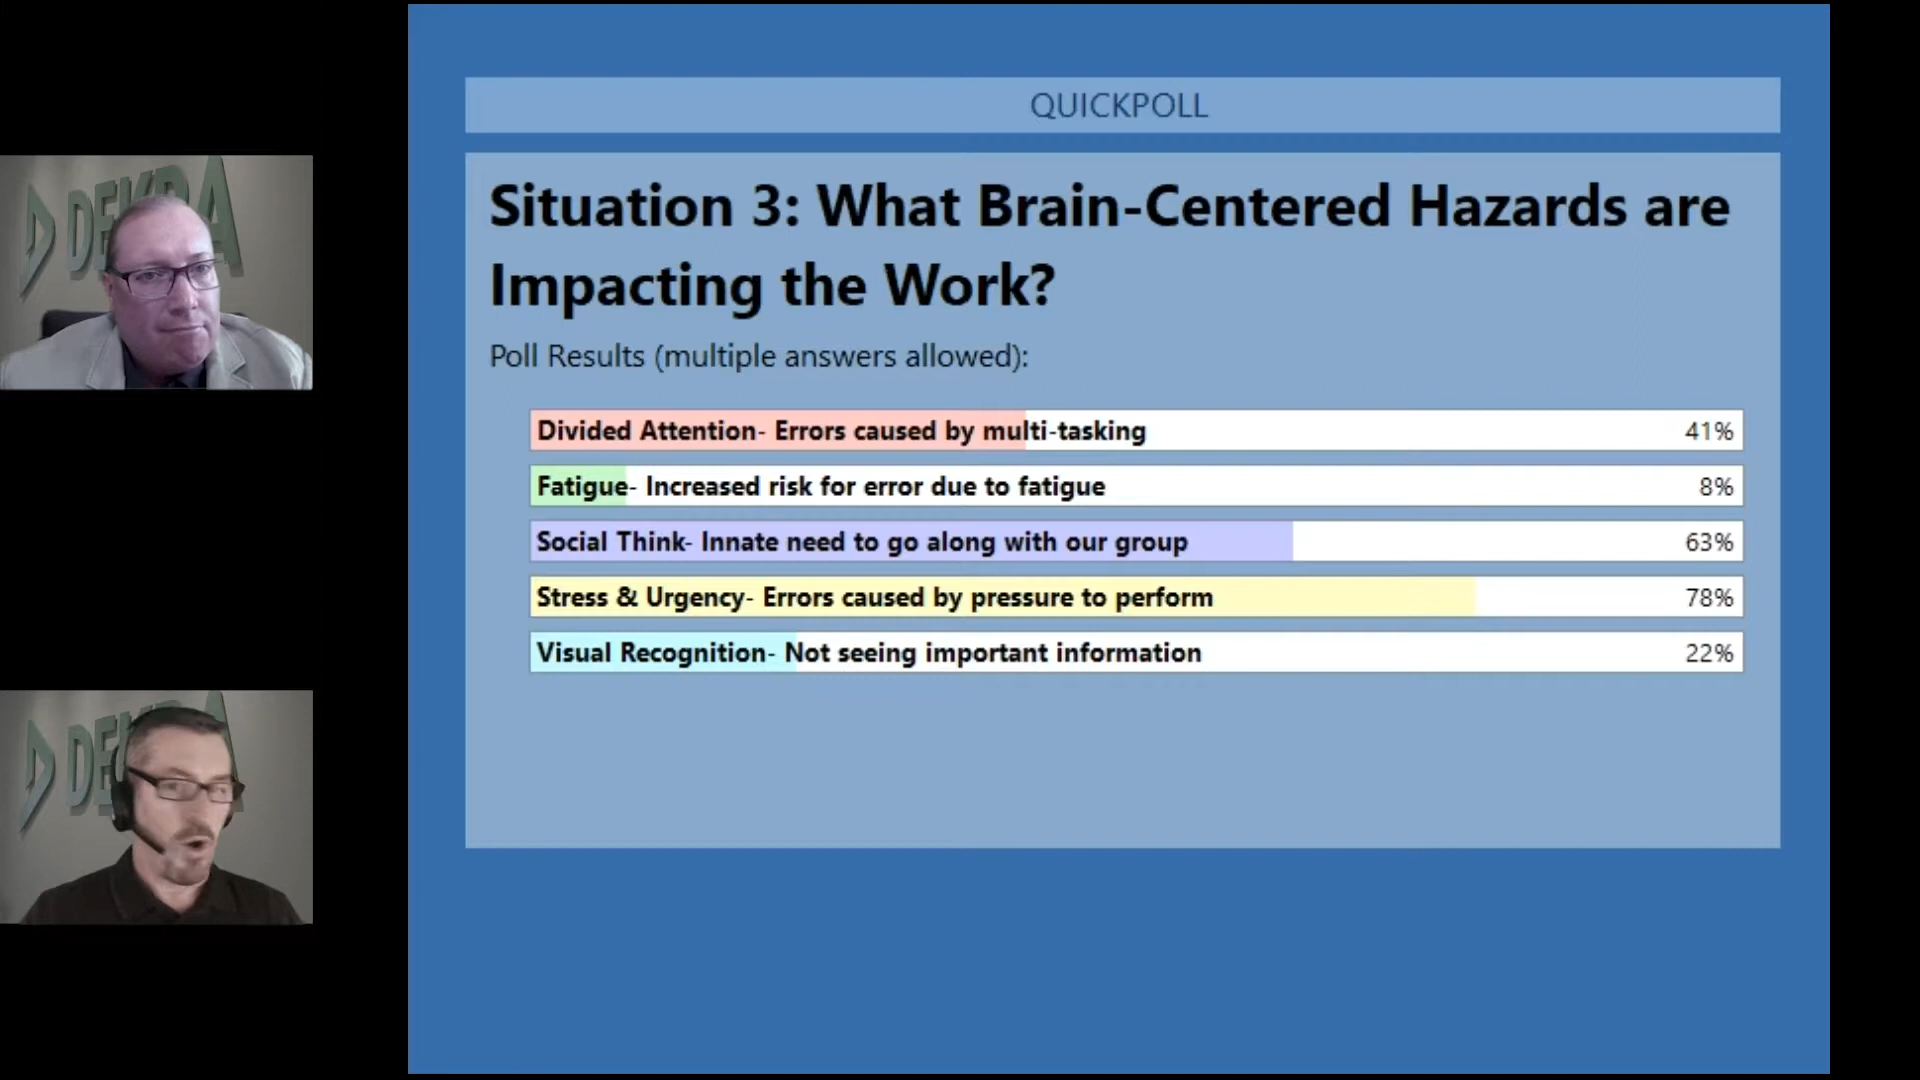 QUICKPOLL
Situation 3: What Brain-Centered Hazards are
Impacting the Work?
Poll Results (multiple answers allowed):
Divided Attention- Errors caused by multi-tasking 41%
Fatigue- Increased risk for error due to fatigue 8%
Social Think- Innate need to go along with our group 63%
Stress & Urgency- Errors caused by pressure to perform 78%
Visual Recognition- Not seeing important information 22%
DEKRA